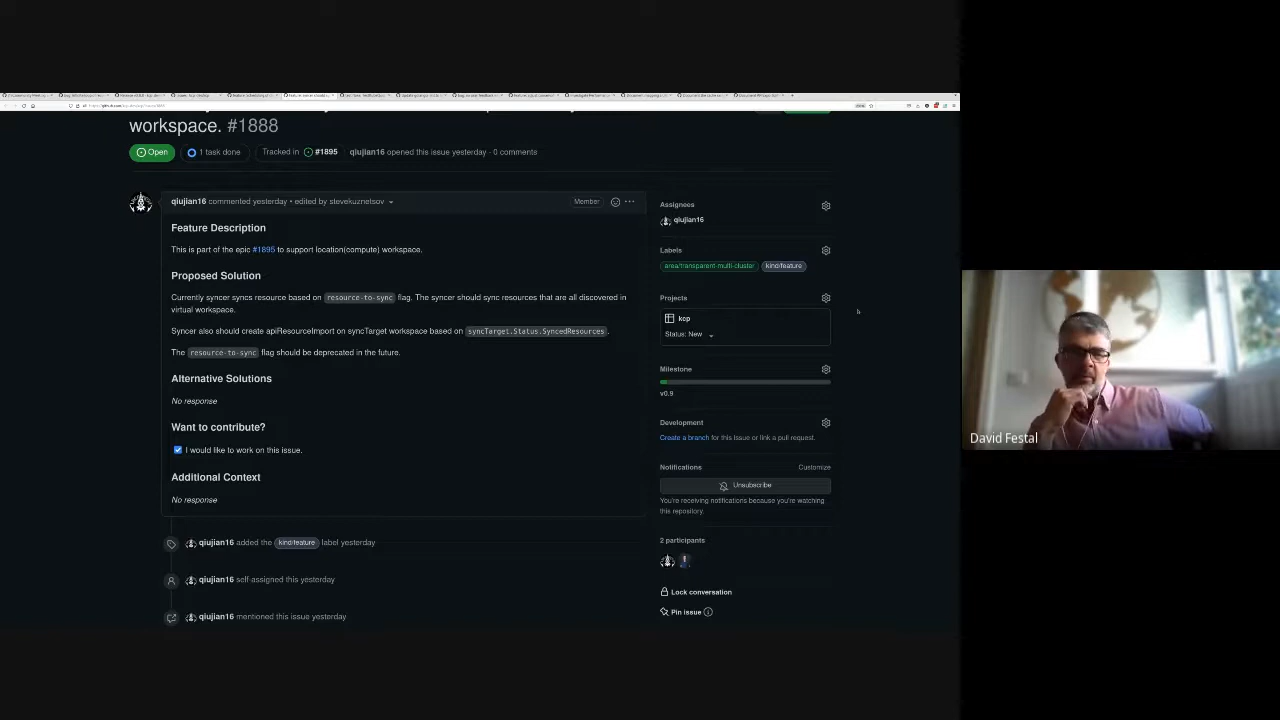 workspace. #1888
Open
1 task done
Tracked in #1895
qiujian16 opened this issue yesterday · 0 comments
qiujian16 commented yesterday • edited by stevekuznetsov
Member
Feature Description
This is part of the epic #1895 to support location(compute) workspace.
Proposed Solution
Currently syncer syncs resource based on resource-to-sync flag. The syncer should sync resources that are all discovered in
virtual workspace.
Syncer also should create apiResourceImport on syncTarget workspace based on syncTarget.Status.SyncedResources.
The resource-to-sync flag should be deprecated in the future.
Alternative Solutions
No response
Want to contribute?
I would like to work on this issue.
Additional Context
No response
qiujian16 added the kind/feature label yesterday
qiujian16 self-assigned this yesterday
qiujian16 mentioned this issue yesterday
Assignees
qiujian16
Labels
area/transparent-multi-cluster kind/feature
Projects
kcp
Status: New
Milestone
v0.9
Development
Create a branch for this issue or link a pull request.
Notifications
Customize
Unsubscribe
You're receiving notifications because you're watching
this repository.
2 participants
Lock conversation
Pin issue
David Festal